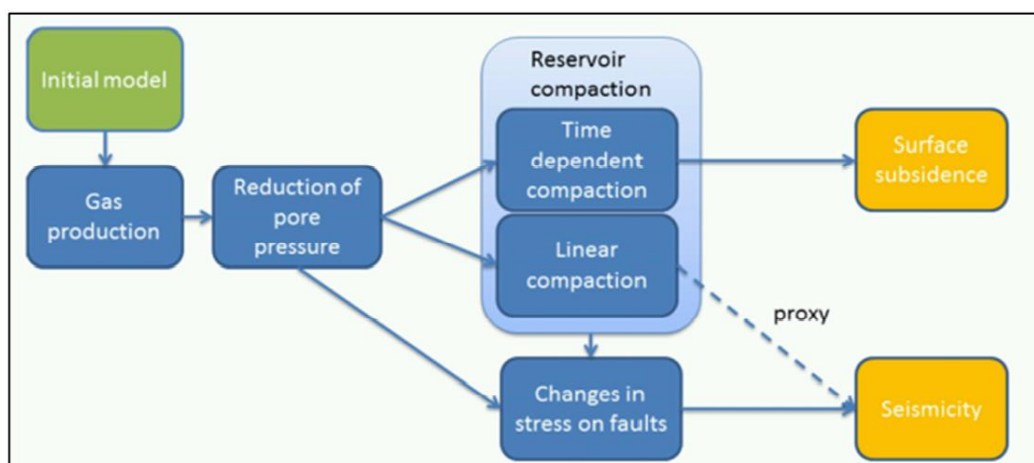 Initial model
Gas
production
Reduction of
pore
pressure
Reservoir
compaction
Time
dependent
compaction
Linear
compaction
Changes in
stress on faults
proxy
Surface
subsidence
Seismicity